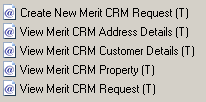 Create New Merit CRM Request (T)
View Merit CRM Address Details (T)
View Merit CRM Customer Details (T)
View Merit CRM Property (T)
View Merit CRM Request (T)